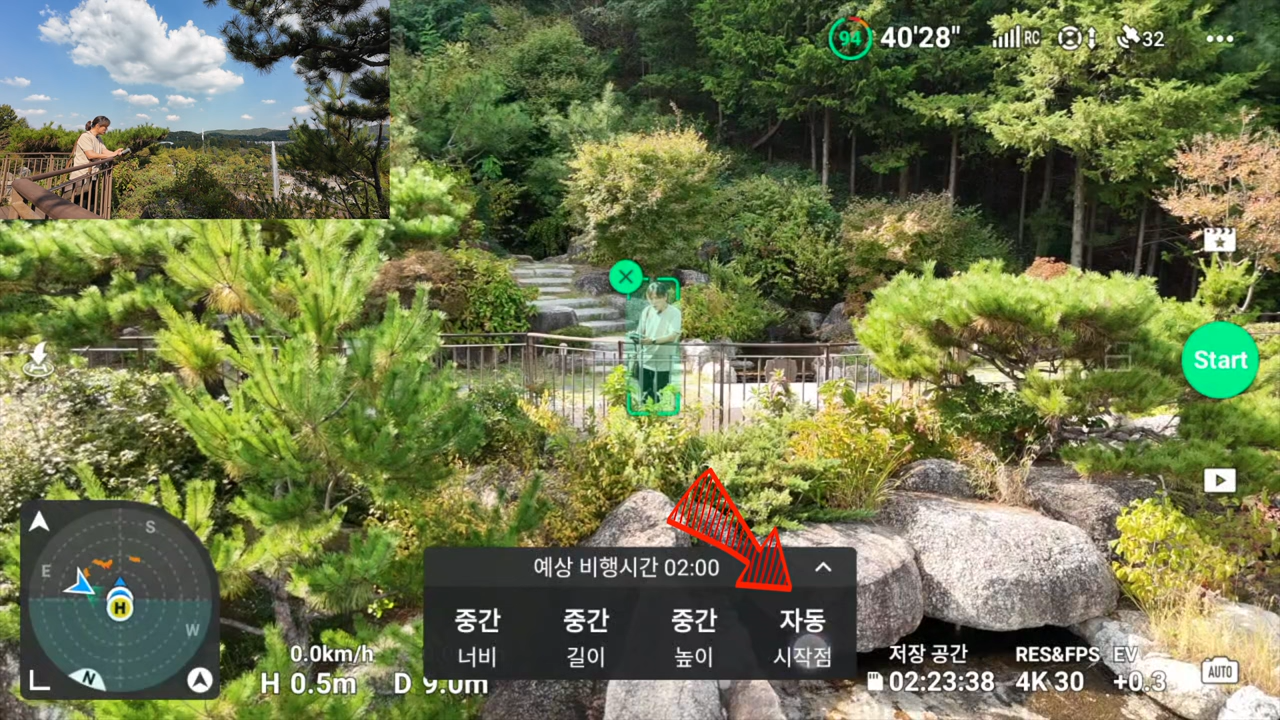 94 40'28" RC 32
Start
S
E
W
H
N
0.0km/h
H 0.5m D 9.0m
예상 비행시간 02:00
중간 중간 중간 자동
너비 길이 높이 시작점
저장 공간 RES&FPS EV
02:23:38 4K 30 +0.3
AUTO